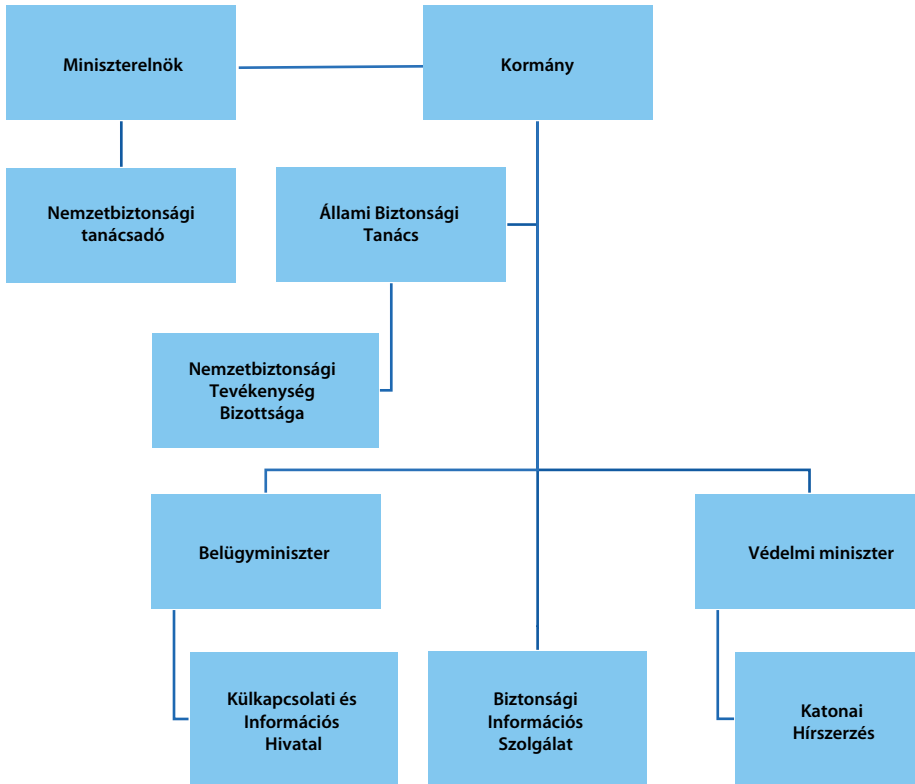 Miniszterelnök
Kormány
Nemzetbiztonsági
tanácsadó
Állami Biztonsági
Tanács
Nemzetbiztonsági
Tevékenység
Bizottsága
Belügyminiszter
Védelmi miniszter
Külkapcsolati és
Információs
Hivatal
Biztonsági
Információs
Szolgálat
Katonai
Hírszerzés